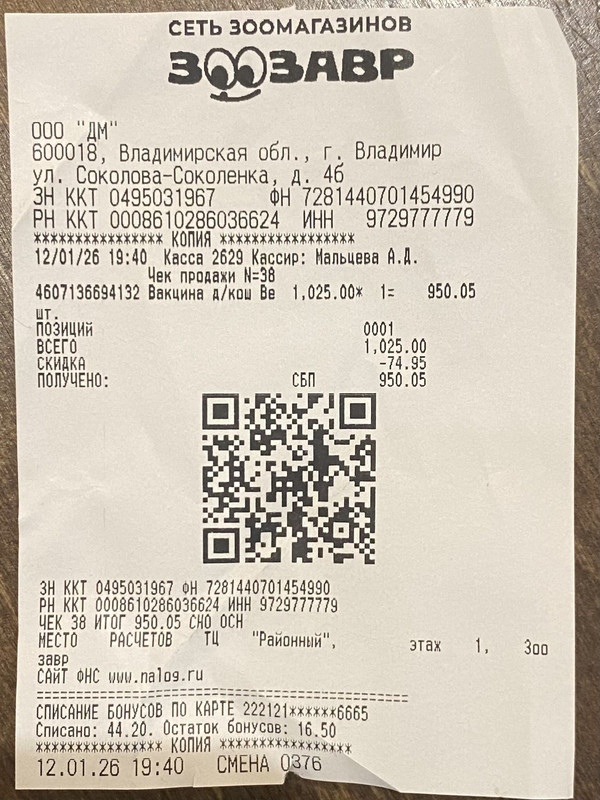 СЕТЬ ЗООМАГАЗИНОВ
ЗООЗАВР
ООО "ДМ"
600018, Владимирская обл., г. Владимир
ул. Соколова-Соколенка, д. 4б
ЗН ККТ 0495031967 ФН 7281440701454990
РН ККТ 0008610286036624 ИНН 9729777779
**************** КОПИЯ *****************
12/01/26 19:40 Касса 2629 Кассир: Мальцева А.Д.
Чек продажи N=38
4607136694132 Вакцина д/кош Ве 1,025.00* 1= 950.05
шт.
ПОЗИЦИЙ 0001
ВСЕГО 1,025.00
СКИДКА -74.95
ПОЛУЧЕНО: СБП 950.05
ЗН ККТ 0495031967 ФН 7281440701454990
РН ККТ 0008610286036624 ИНН 9729777779
ЧЕК 38 ИТОГ 950.05 СНО ОСН
МЕСТО РАСЧЕТОВ ТЦ "Районный", этаж 1, Зоо
завр
САЙТ ФНС www.nalog.ru
================================================
СПИСАНИЕ БОНУСОВ ПО КАРТЕ 222121******6665
Списано: 44.20. Остаток бонусов: 16.50
**************** КОПИЯ *****************
12.01.26 19:40 СМЕНА 0376